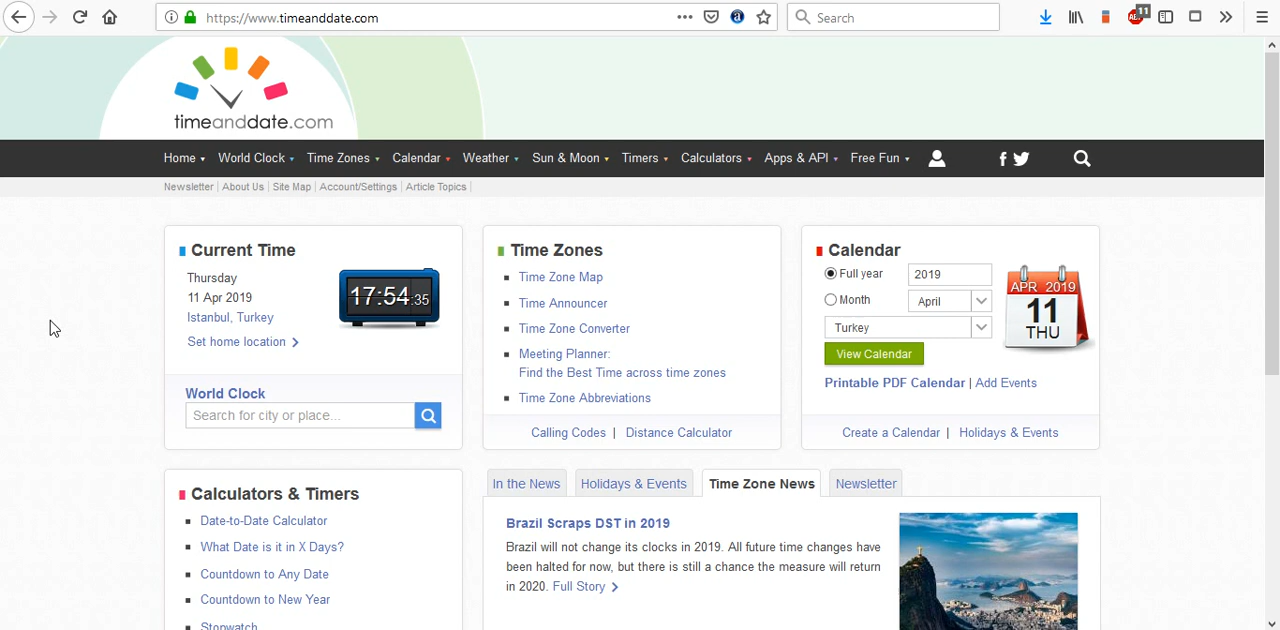 https://www.timeanddate.com
Search
11
timeanddate.com
Home
World Clock
Time Zones
Calendar
Weather
Sun & Moon
Timers
Calculators
Apps & API
Free Fun
Newsletter
About Us
Site Map
Account/Settings
Article Topics
Current Time
Thursday
11 Apr 2019
Istanbul, Turkey
Set home location
17:54:35
World Clock
Search for city or place...
Time Zones
Time Zone Map
Time Announcer
Time Zone Converter
Meeting Planner:
Find the Best Time across time zones
Time Zone Abbreviations
Calling Codes | Distance Calculator
Calendar
Full year 2019
Month April
Turkey
View Calendar
APR 2019
11
THU
Printable PDF Calendar | Add Events
Create a Calendar | Holidays & Events
Calculators & Timers
Date-to-Date Calculator
What Date is it in X Days?
Countdown to Any Date
Countdown to New Year
Stopwatch
In the News
Holidays & Events
Time Zone News
Newsletter
Brazil Scraps DST in 2019
Brazil will not change its clocks in 2019. All future time changes have
been halted for now, but there is still a chance the measure will return
in 2020. Full Story